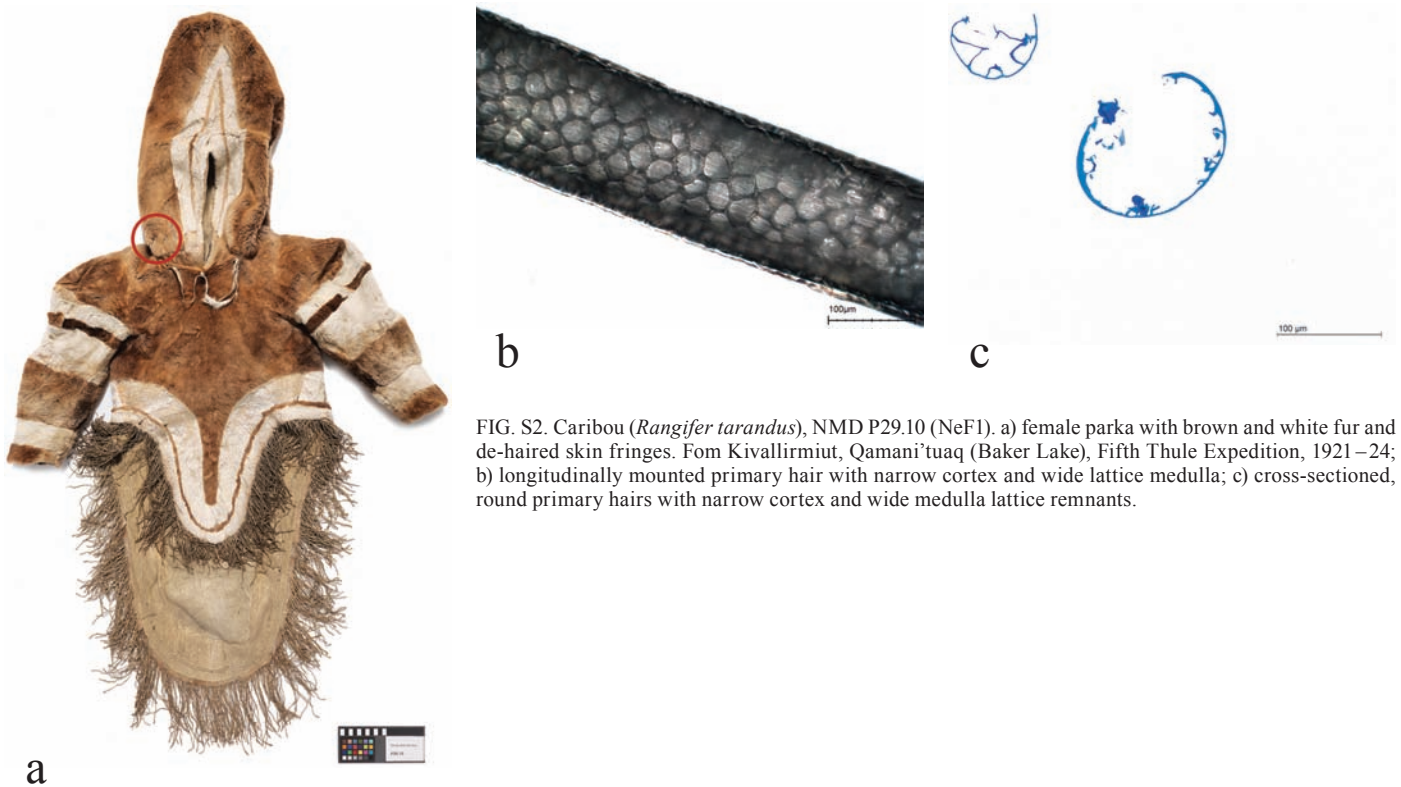 100µm
100 µm
b
c
FIG. S2. Caribou (Rangifer tarandus), NMD P29.10 (NeF1). a) female parka with brown and white fur and
de-haired skin fringes. Fom Kivallirmiut, Qamani’tuaq (Baker Lake), Fifth Thule Expedition, 1921–24;
b) longitudinally mounted primary hair with narrow cortex and wide lattice medulla; c) cross-sectioned,
round primary hairs with narrow cortex and wide medulla lattice remnants.
a